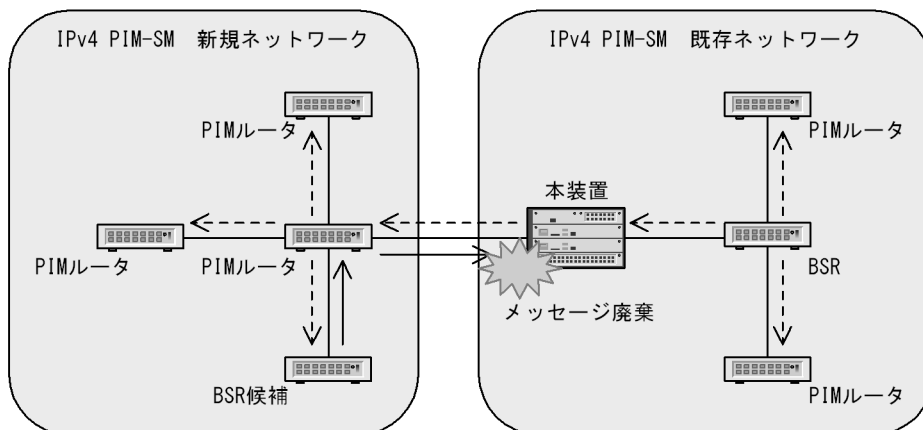 IPv4 PIM-SM 新規ネットワーク
IPv4 PIM-SM 既存ネットワーク
PIMルータ
PIMルータ
本装置
PIMルータ
PIMルータ
BSR
メッセージ廃棄
BSR候補
PIMルータ